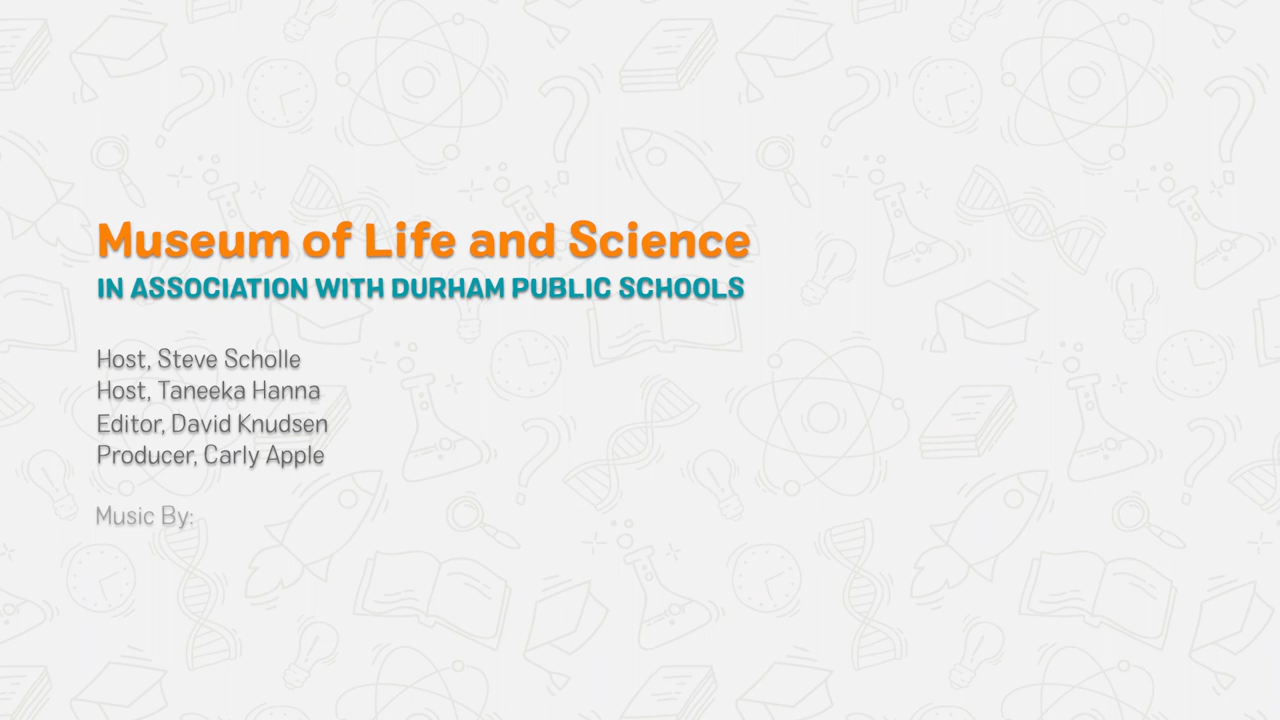 Museum of Life and Science
IN ASSOCIATION WITH DURHAM PUBLIC SCHOOLS
Host, Steve Scholle
Host, Taneeka Hanna
Editor, David Knudsen
Producer, Carly Apple
Music By: